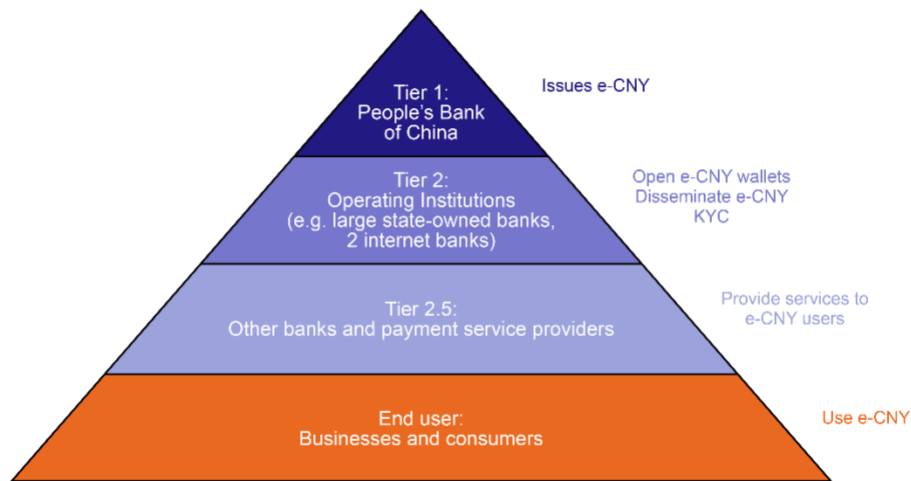 Tier 1:
People's Bank
of China
Issues e-CNY
Tier 2:
Operating Institutions
(e.g. large state-owned banks,
2 internet banks)
Open e-CNY wallets
Disseminate e-CNY
KYC
Tier 2.5:
Other banks and payment service providers
Provide services to
e-CNY users
End user:
Businesses and consumers
Use e-CNY